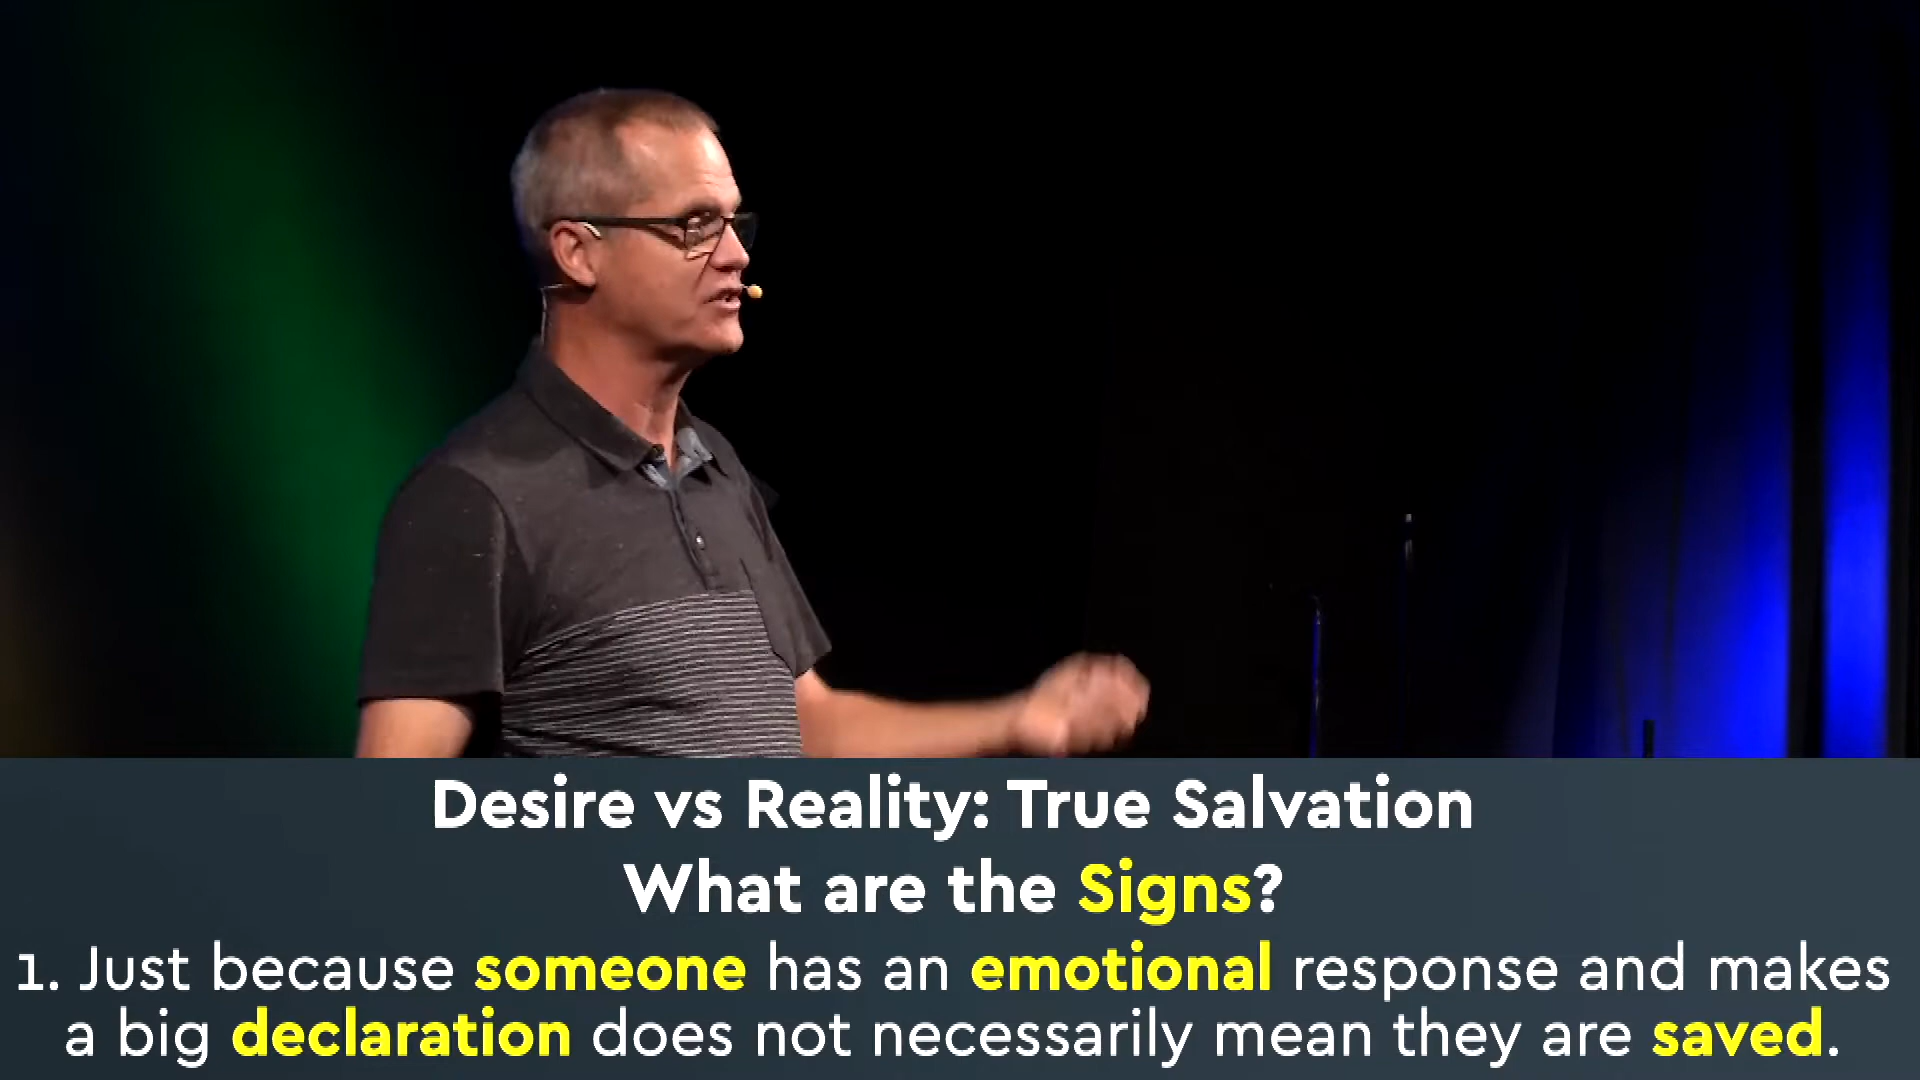 Desire vs Reality: True Salvation
What are the Signs?
1. Just because someone has an emotional response and makes
a big declaration does not necessarily mean they are saved.